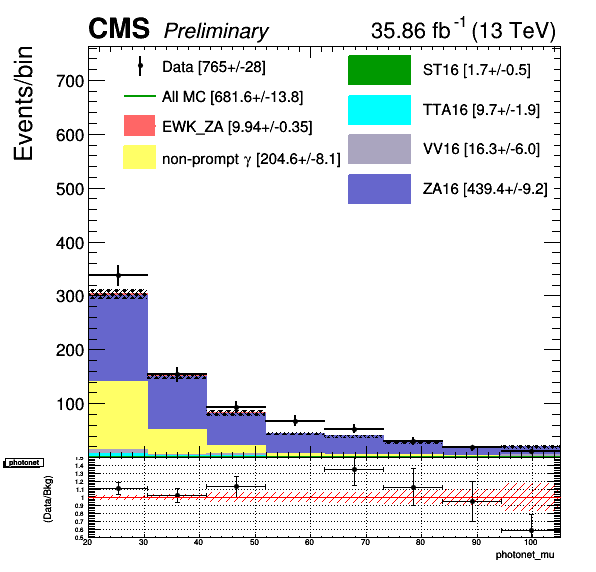 CMS Preliminary 35.86 fb⁻¹ (13 TeV)
Events/bin
Data [765+/-28]
All MC [681.6+/-13.8]
EWK_ZA [9.94+/-0.35]
non-prompt γ [204.6+/-8.1]
ST16 [1.7+/-0.5]
TTA16 [9.7+/-1.9]
VV16 [16.3+/-6.0]
ZA16 [439.4+/-9.2]
700
600
500
400
300
200
100
photonet
(Data/Bkg)
1.5
1.4
1.3
1.2
1.1
1
0.9
0.8
0.7
0.6
0.5
20 30 40 50 60 70 80 90 100
photonet_mu